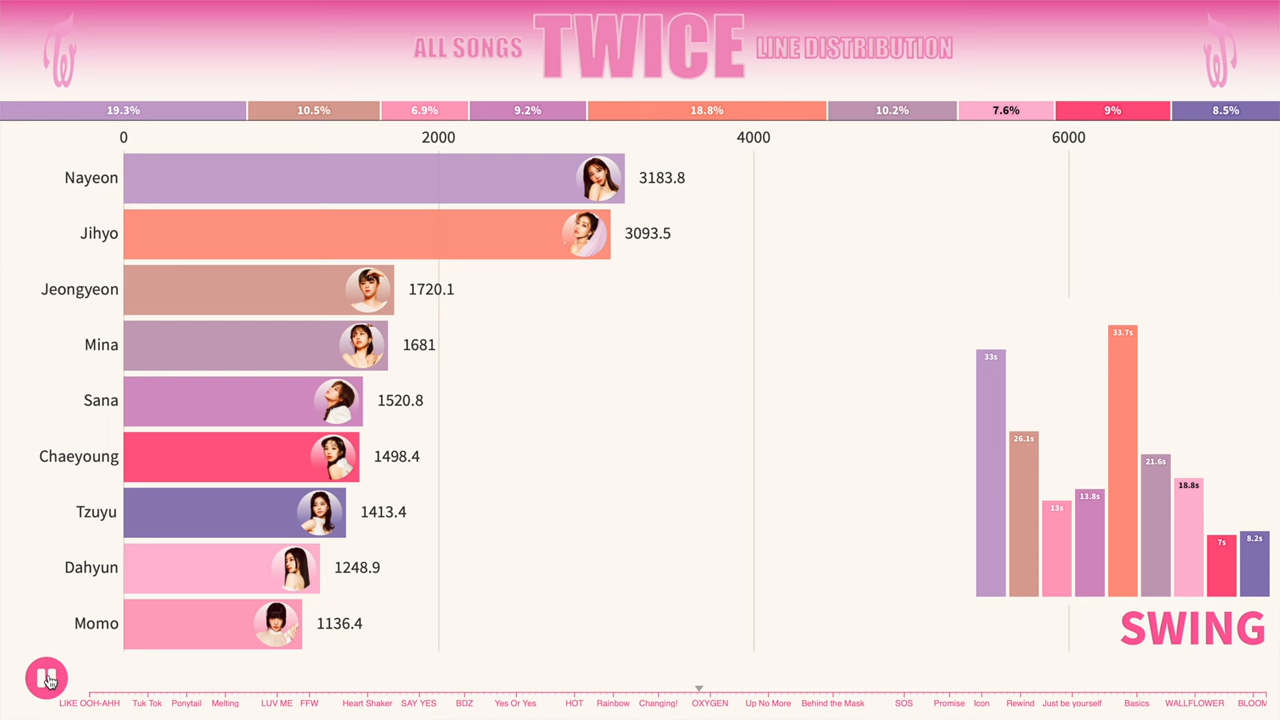 ALL SONGS TWICE LINE DISTRIBUTION
19.3% 10.5% 6.9% 9.2% 18.8% 10.2% 7.6% 9% 8.5%
0 2000 4000 6000
Nayeon 3183.8
Jihyo 3093.5
Jeongyeon 1720.1
Mina 1681
Sana 1520.8
Chaeyoung 1498.4
Tzuyu 1413.4
Dahyun 1248.9
Momo 1136.4
33s 26.1s 13s 13.8s 33.7s 21.6s 18.8s 7s 8.2s
SWING
LIKE OOH-AHH Tuk Tok Ponytail Melting LUV ME FFW Heart Shaker SAY YES BDZ Yes Or Yes HOT Rainbow Changing! OXYGEN Up No More Behind the Mask SOS Promise Icon Rewind Just be yourself Basics WALLFLOWER BLOOM